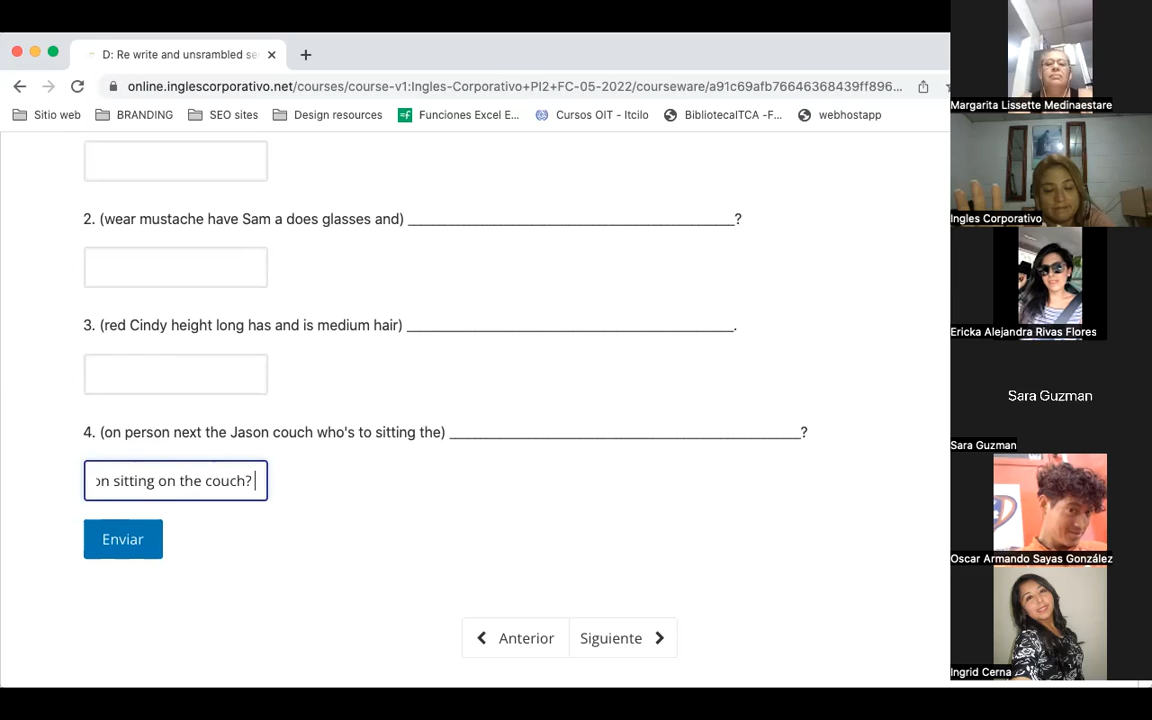 D: Re write and unsrambled se
online.inglescorporativo.net/courses/course-v1:Ingles-Corporativo+PI2+FC-05-2022/courseware/a91c69afb76646368439ff896...
Sitio web
BRANDING
SEO sites
Design resources
Funciones Excel E...
Cursos OIT - Itcilo
BibliotecaITCA -F...
webhostapp
2. (wear mustache have Sam a does glasses and) ____________________________________?
3. (red Cindy height long has and is medium hair) ____________________________________.
4. (on person next the Jason couch who's to sitting the) _______________________________________?
on sitting on the couch?
Enviar
Anterior
Siguiente
Margarita Lissette Medinaestare
Ingles Corporativo
Ericka Alejandra Rivas Flores
Sara Guzman
Sara Guzman
Oscar Armando Sayas González
Ingrid Cerna